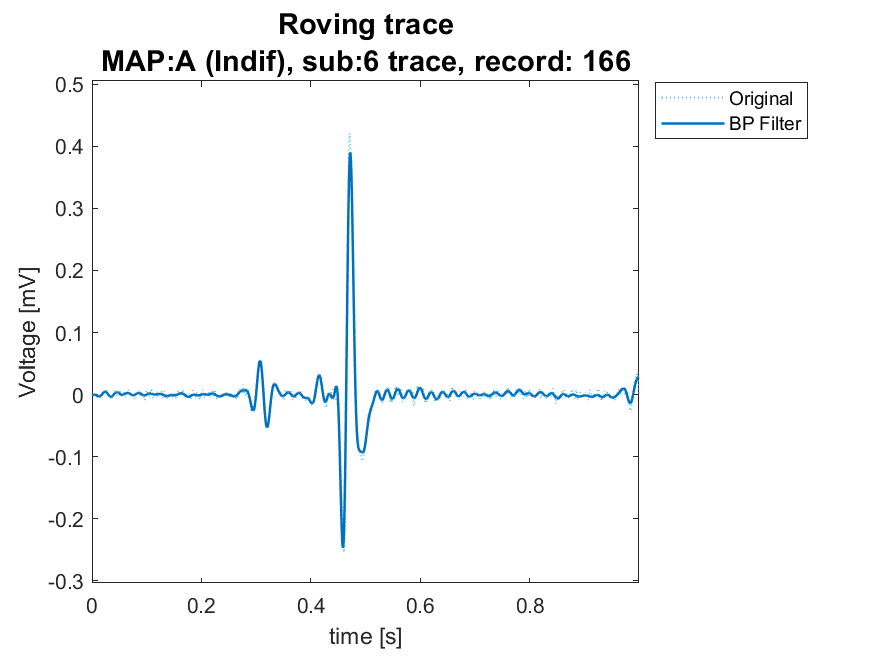 Roving trace
MAP:A (Indif), sub:6 trace, record: 166
Original
BP Filter
0.5
0.4
0.3
0.2
0.1
0
-0.1
-0.2
-0.3
Voltage [mV]
0
0.2
0.4
0.6
0.8
time [s]